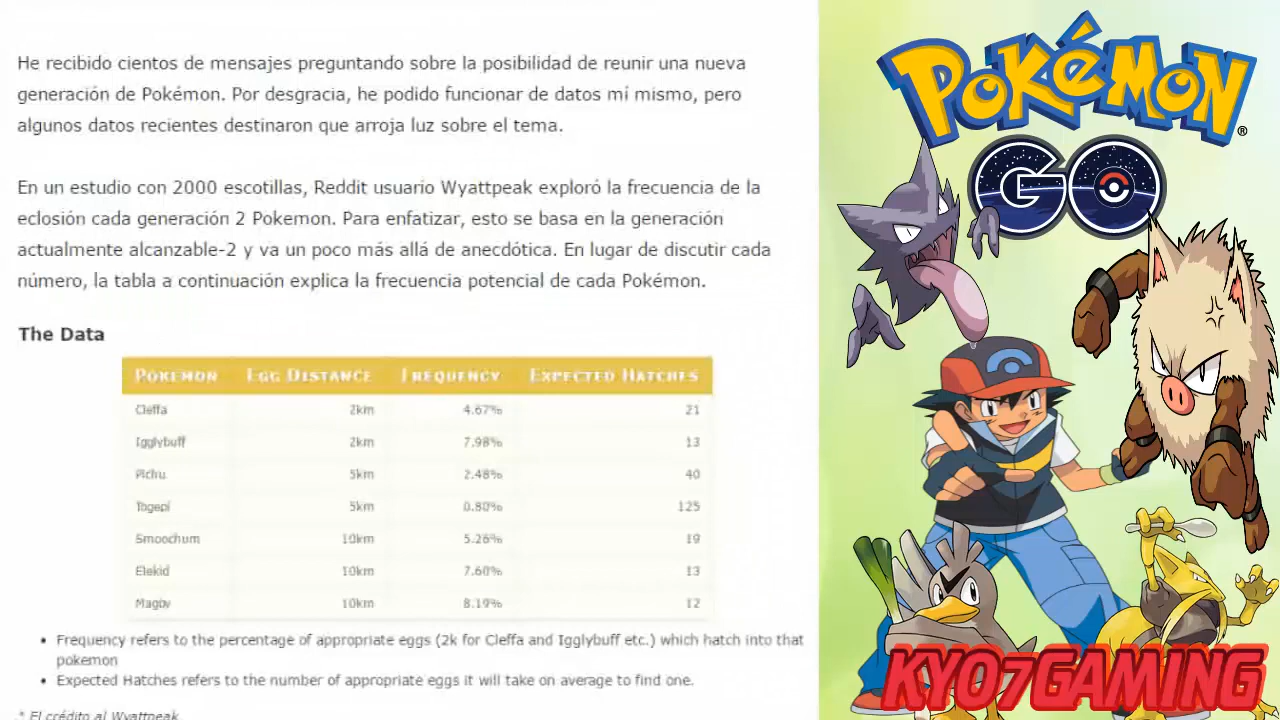 He recibido cientos de mensajes preguntando sobre la posibilidad de reunir una nueva
generación de Pokémon. Por desgracia, he podido funcionar de datos mí mismo, pero
algunos datos recientes destinaron que arroja luz sobre el tema.
En un estudio con 2000 escotillas, Reddit usuario Wyattpeak exploró la frecuencia de la
eclosión cada generación 2 Pokemon. Para enfatizar, esto se basa en la generación
actualmente alcanzable-2 y va un poco más allá de anecdótica. En lugar de discutir cada
número, la tabla a continuación explica la frecuencia potencial de cada Pokémon.
The Data
Pokemon Egg Distance Frequency Expected Hatches
Cleffa 2km 4.67% 21
Igglybuff 2km 7.98% 13
Pichu 5km 2.48% 40
Togepi 5km 0.80% 125
Smoochum 10km 5.26% 19
Elekid 10km 7.60% 13
Magby 10km 8.19% 12
• Frequency refers to the percentage of appropriate eggs (2k for Cleffa and Igglybuff etc.) which hatch into that
pokemon
• Expected Hatches refers to the number of appropriate eggs it will take on average to find one.
* El crédito al Wyattpeak
POKéMON®
GO
KYO7GAMING